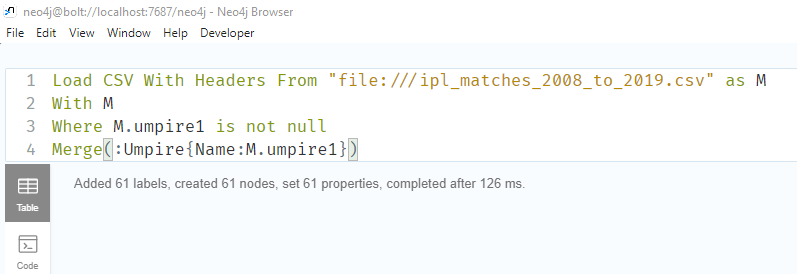 neo4j@bolt://localhost:7687/neo4j - Neo4j Browser
File Edit View Window Help Developer
1 Load CSV With Headers From "file:///ipl_matches_2008_to_2019.csv" as M
2 With M
3 Where M.umpire1 is not null
4 Merge(:Umpire{Name:M.umpire1})
Added 61 labels, created 61 nodes, set 61 properties, completed after 126 ms.
Table
Code